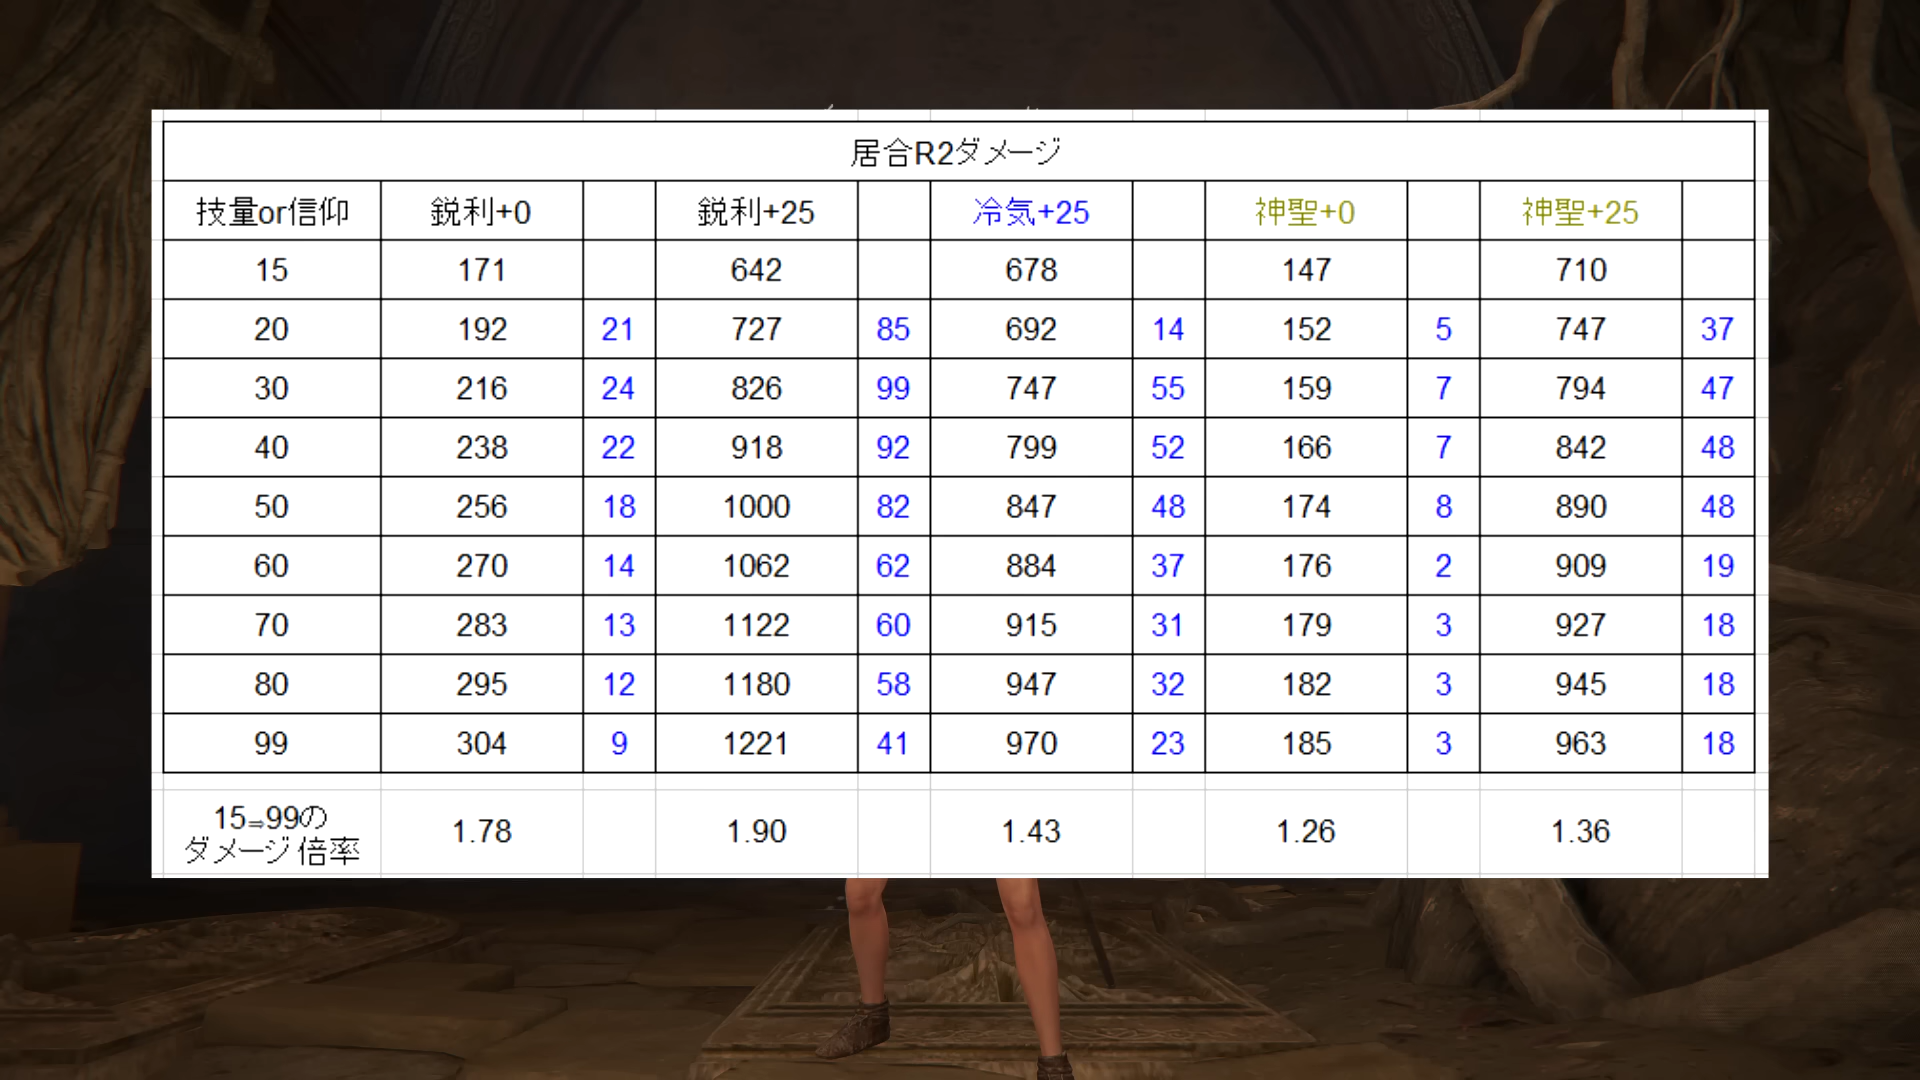 居合R2ダメージ
技量or信仰 鋭利+0 鋭利+25 冷気+25 神聖+0 神聖+25
15 171 642 678 147 710
20 192 21 727 85 692 14 152 5 747 37
30 216 24 826 99 747 55 159 7 794 47
40 238 22 918 92 799 52 166 7 842 48
50 256 18 1000 82 847 48 174 8 890 48
60 270 14 1062 62 884 37 176 2 909 19
70 283 13 1122 60 915 31 179 3 927 18
80 295 12 1180 58 947 32 182 3 945 18
99 304 9 1221 41 970 23 185 3 963 18
15⇒99の
ダメージ倍率 1.78 1.90 1.43 1.26 1.36